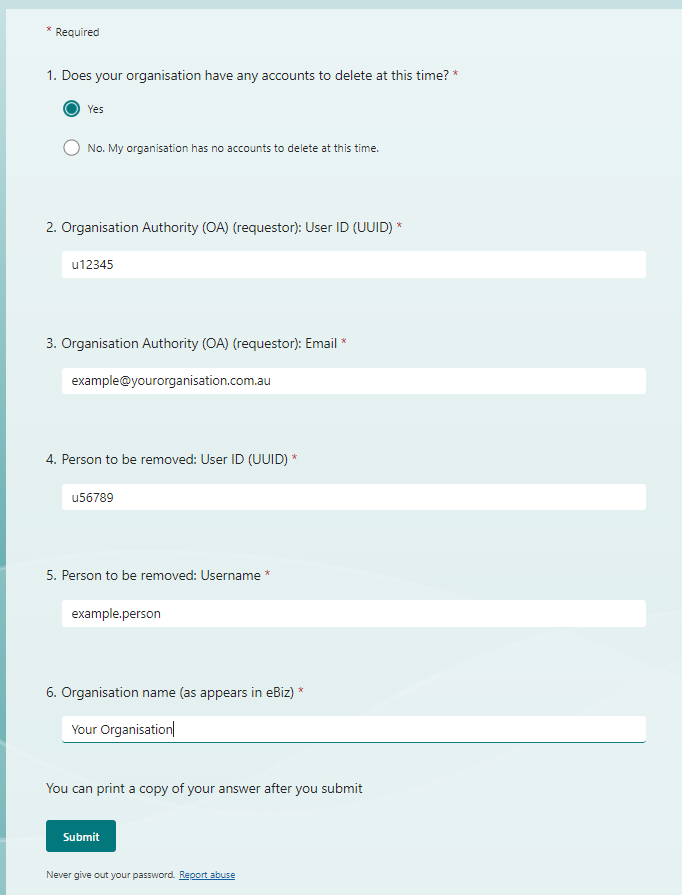 * Required
1. Does your organisation have any accounts to delete at this time? *
Yes
No. My organisation has no accounts to delete at this time.
2. Organisation Authority (OA) (requestor): User ID (UUID) *
u12345
3. Organisation Authority (OA) (requestor): Email *
example@yourorganisation.com.au
4. Person to be removed: User ID (UUID) *
u56789
5. Person to be removed: Username *
example.person
6. Organisation name (as appears in eBiz) *
Your Organisation
You can print a copy of your answer after you submit
Submit
Never give out your password. Report abuse